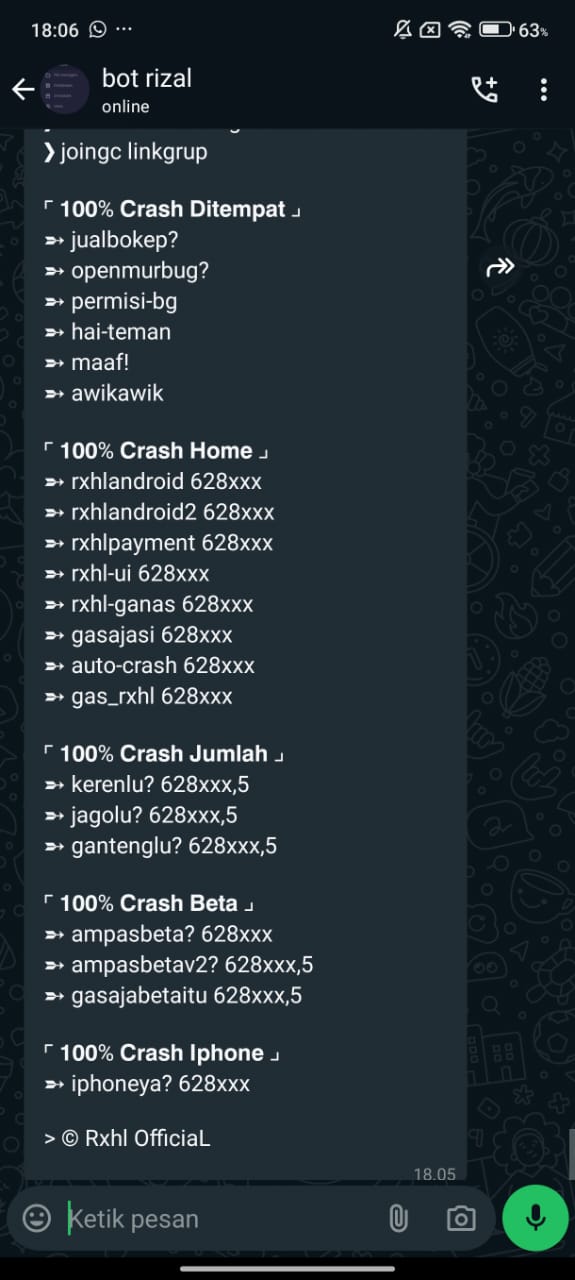 18:06
63%
bot rizal
online
❯ joingc linkgrup
「 100% Crash Ditempat 」
➵ jualbokep?
➵ openmurbug?
➵ permisi-bg
➵ hai-teman
➵ maaf!
➵ awikawik
「 100% Crash Home 」
➵ rxhlandroid 628xxx
➵ rxhlandroid2 628xxx
➵ rxhlpayment 628xxx
➵ rxhl-ui 628xxx
➵ rxhl-ganas 628xxx
➵ gasajasi 628xxx
➵ auto-crash 628xxx
➵ gas_rxhl 628xxx
「 100% Crash Jumlah 」
➵ kerenlu? 628xxx,5
➵ jagolu? 628xxx,5
➵ gantenglu? 628xxx,5
「 100% Crash Beta 」
➵ ampasbeta? 628xxx
➵ ampasbetav2? 628xxx,5
➵ gasajabetaitu 628xxx,5
「 100% Crash Iphone 」
➵ iphoneya? 628xxx
> © Rxhl OfficiaL
18.05
Ketik pesan